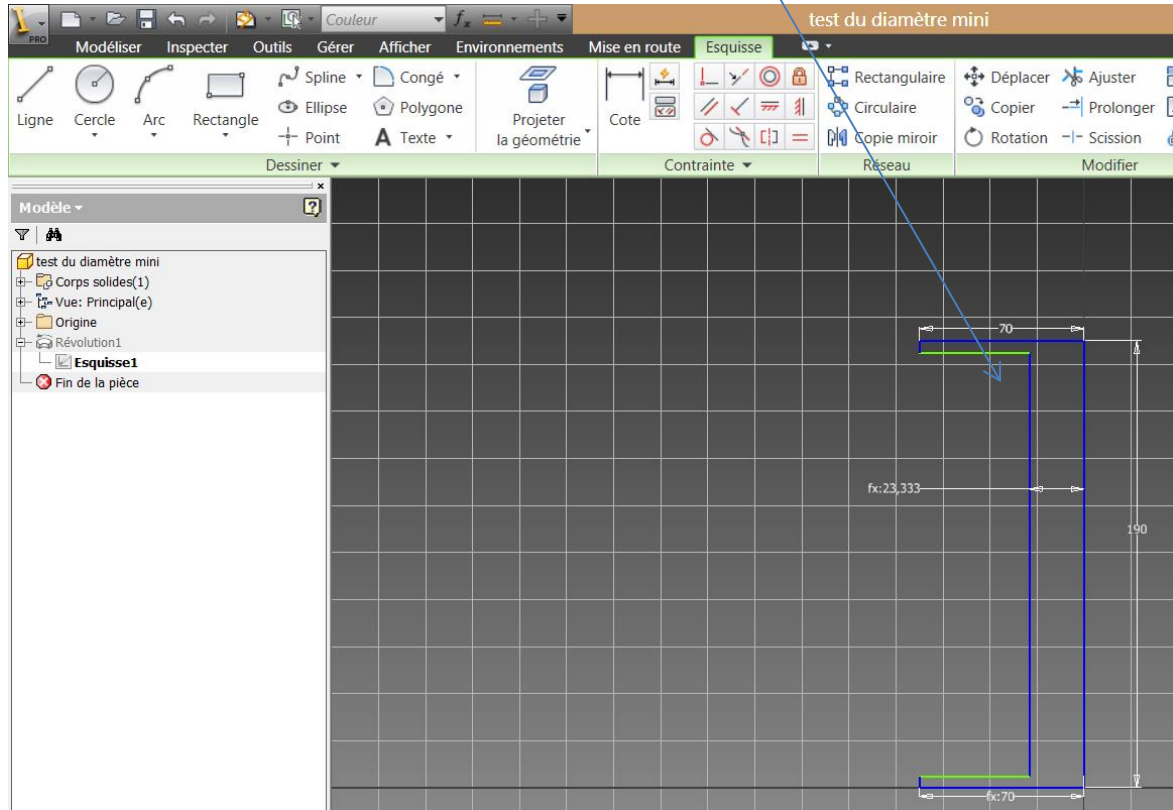 Couleur
test du diamètre mini
PRO
Modéliser Inspecter Outils Gérer Afficher Environnements Mise en route Esquisse
Spline Congé Rectangulaire Déplacer Ajuster
Ellipse Polygone Circulaire Copier Prolonger
Ligne Cercle Arc Rectangle Projeter Cote
Point A Texte la géométrie Copie miroir Rotation Scission
Dessiner Contrainte Réseau Modifier
Modèle
test du diamètre mini
Corps solides(1)
Vue: Principal(e)
Origine
Révolution1
Esquisse1
Fin de la pièce
70
fx:23,333
190
fx:70